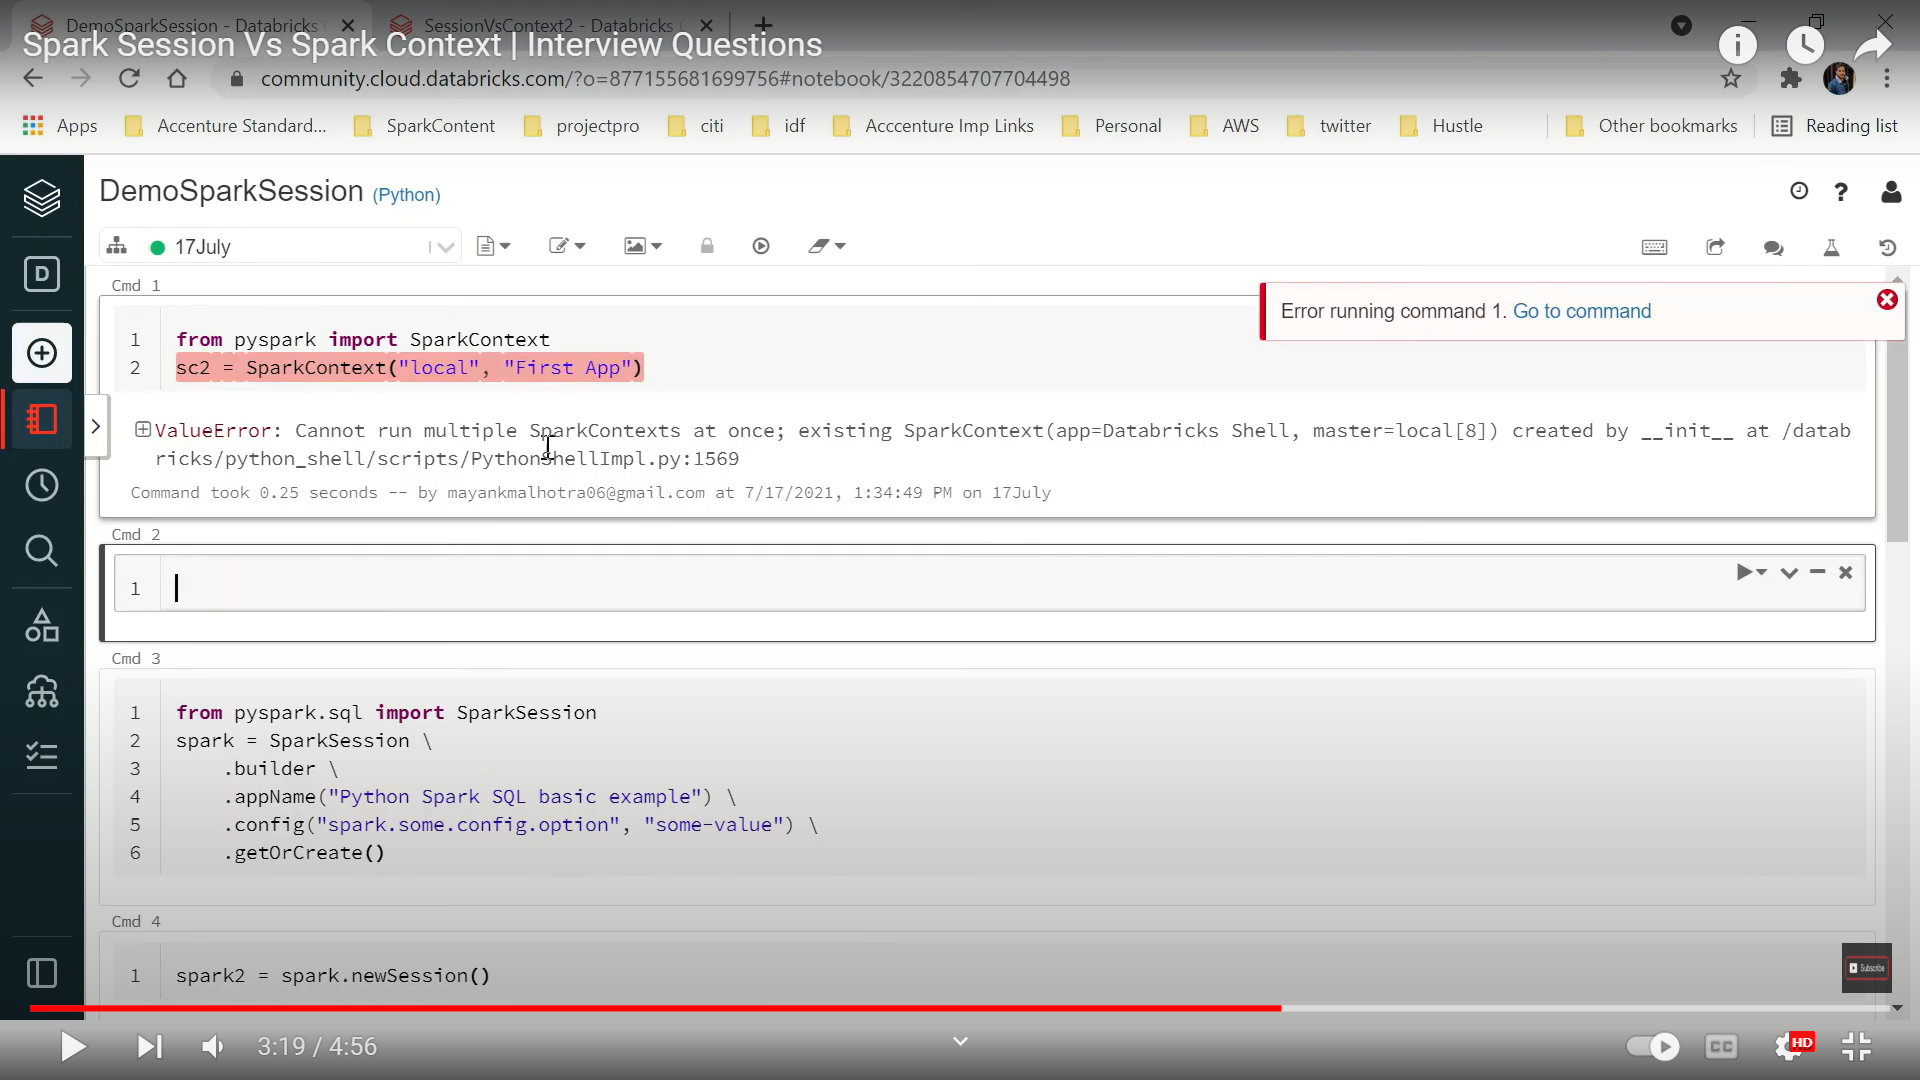 DemoSparkSession - Databricks
SessionVsContext2 - Databricks C
Spark Session Vs Spark Context | Interview Questions
community.cloud.databricks.com/?o=877155681699756#notebook/3220854707704498
Apps
Accenture Standard...
SparkContent
projectpro
citi
idf
Acccenture Imp Links
Personal
AWS
twitter
Hustle
Other bookmarks
Reading list
DemoSparkSession (Python)
17July
Cmd 1
Error running command 1. Go to command
1 from pyspark import SparkContext
2 sc2 = SparkContext("local", "First App")
ValueError: Cannot run multiple SparkContexts at once; existing SparkContext(app=Databricks Shell, master=local[8]) created by __init__ at /datab
ricks/python_shell/scripts/PythonShellImpl.py:1569
Command took 0.25 seconds -- by mayankmalhotra06@gmail.com at 7/17/2021, 1:34:49 PM on 17July
Cmd 2
1
Cmd 3
1 from pyspark.sql import SparkSession
2 spark = SparkSession \
3 .builder \
4 .appName("Python Spark SQL basic example") \
5 .config("spark.some.config.option", "some-value") \
6 .getOrCreate()
Cmd 4
1 spark2 = spark.newSession()
Subscribe
3:19 / 4:56
CC
HD